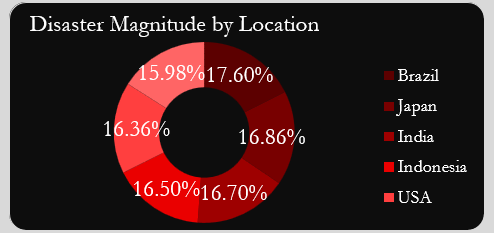 Disaster Magnitude by Location
15.98% 17.60%
Brazil
Japan
16.36% 16.86%
India
16.50% 16.70%
Indonesia
USA